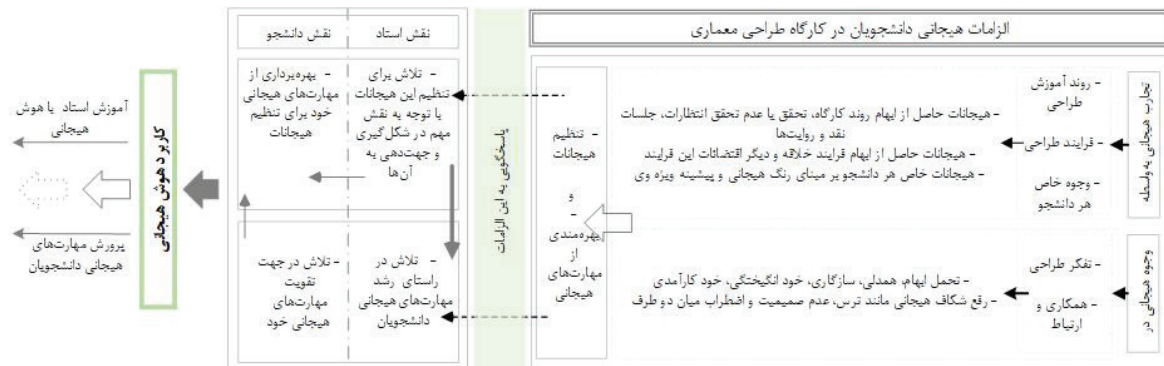 الزامات هیجانی دانشجویان در کارگاه طراحی معماری
تجارب هیجانی به‌واسطه
- روند آموزش
طراحی
- فرایند طراحی
- وجوه خاص
هر دانشجو
- هیجانات حاصل از ابهام روند کارگاه، تحقق یا عدم تحقق انتظارات، جلسات
نقد و روایت‌ها
- هیجانات حاصل از ابهام فرایند خلاقه و دیگر اقتضائات این فرایند
- هیجانات خاص هر دانشجو بر مبنای رنگ هیجانی و پیشینه ویژه وی
وجوه هیجانی در
- تفکر طراحی
- همکاری و
ارتباط
- تحمل ابهام، همدلی، سازگاری، خود انگیختگی، خود کارآمدی
- رفع شکاف هیجانی مانند ترس، عدم صمیمیت و اضطراب میان دو طرف
- تنظیم
هیجانات
و
-
بهره‌مندی
از
مهارت‌های
هیجانی
پاسخگویی به این الزامات
نقش استاد
نقش دانشجو
- تلاش برای
تنظیم این هیجانات
با توجه به نقش
مهم در شکل‌گیری
و جهت‌دهی به
آن‌ها
- بهره‌برداری از
مهارت‌های هیجانی
خود برای تنظیم
هیجانات
- تلاش در
راستای رشد
مهارت‌های هیجانی
دانشجویان
- تلاش در جهت
تقویت
مهارت‌های
هیجانی خود
کاربرد هوش هیجانی
آموزش استاد با هوش
هیجانی
پرورش مهارت‌های
هیجانی دانشجویان